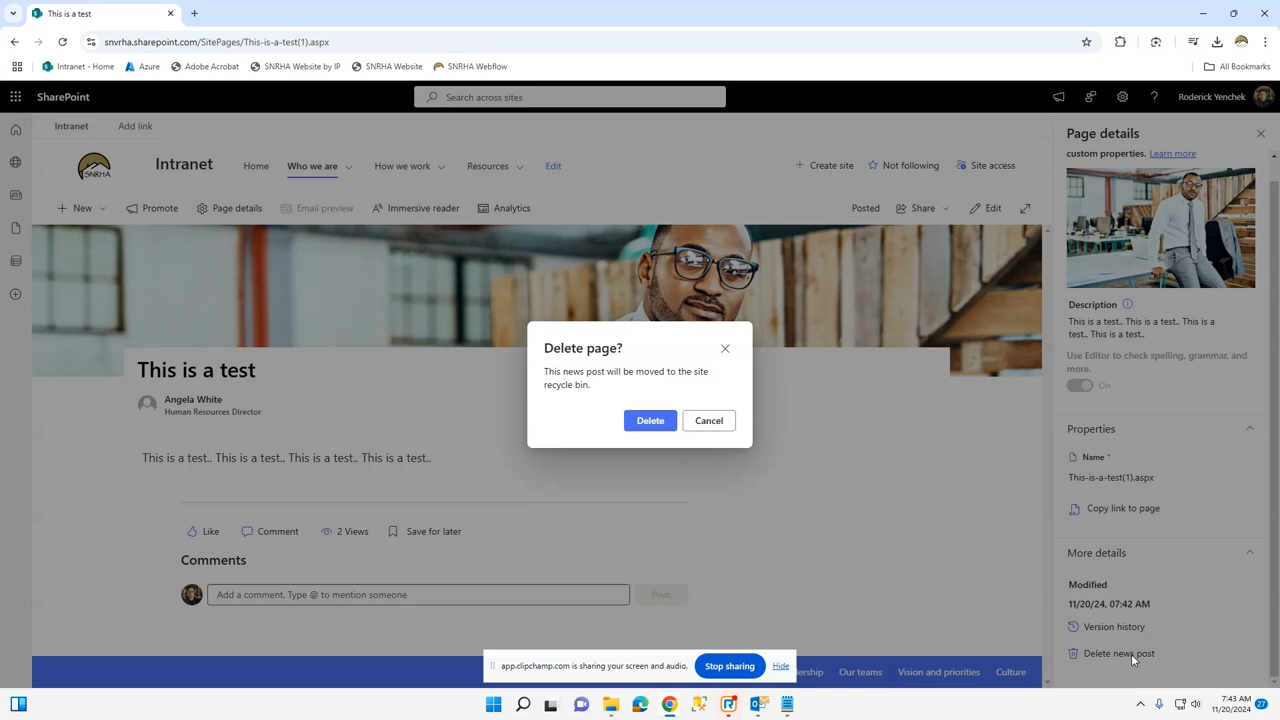 This is a test
snvrha.sharepoint.com/SitePages/This-is-a-test(1).aspx
Intranet - Home
Azure
Adobe Acrobat
SNRHA Website by IP
SNRHA Website
SNRHA Webflow
All Bookmarks
SharePoint
Search across sites
Roderick Yenchek
Intranet
Add link
SNRHA
Intranet
Home
Who we are
How we work
Resources
Edit
Create site
Not following
Site access
New
Promote
Page details
Email preview
Immersive reader
Analytics
Posted
Share
Edit
This is a test
Angela White
Human Resources Director
This is a test.. This is a test.. This is a test.. This is a test..
Like
Comment
2 Views
Save for later
Comments
Add a comment. Type @ to mention someone
Post
Delete page?
This news post will be moved to the site
recycle bin.
Delete
Cancel
Page details
custom properties. Learn more
Description
This is a test.. This is a test.. This is a
test.. This is a test..
Use Editor to check spelling, grammar, and
more.
On
Properties
Name *
This-is-a-test(1).aspx
Copy link to page
More details
Modified
11/20/24, 07:42 AM
Version history
Delete news post
app.clipchamp.com is sharing your screen and audio.
Stop sharing
Hide
Our teams
Vision and priorities
Culture
7:43 AM
11/20/2024
27